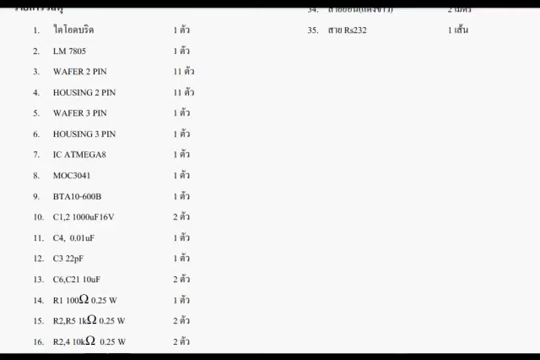 1. ไดโอดบริด 1 ตัว
2. LM 7805 1 ตัว
3. WAFER 2 PIN 11 ตัว
4. HOUSING 2 PIN 11 ตัว
5. WAFER 3 PIN 1 ตัว
6. HOUSING 3 PIN 1 ตัว
7. IC ATMEGA8 1 ตัว
8. MOC3041 1 ตัว
9. BTA10-600B 1 ตัว
10. C1,2 1000uF16V 2 ตัว
11. C4, 0.01uF 1 ตัว
12. C3 22pF 1 ตัว
13. C6,C21 10uF 2 ตัว
14. R1 100Ω 0.25 W 1 ตัว
15. R2,R5 1kΩ 0.25 W 2 ตัว
16. R2,4 10kΩ 0.25 W 2 ตัว
35. สาย Rs232 1 เส้น